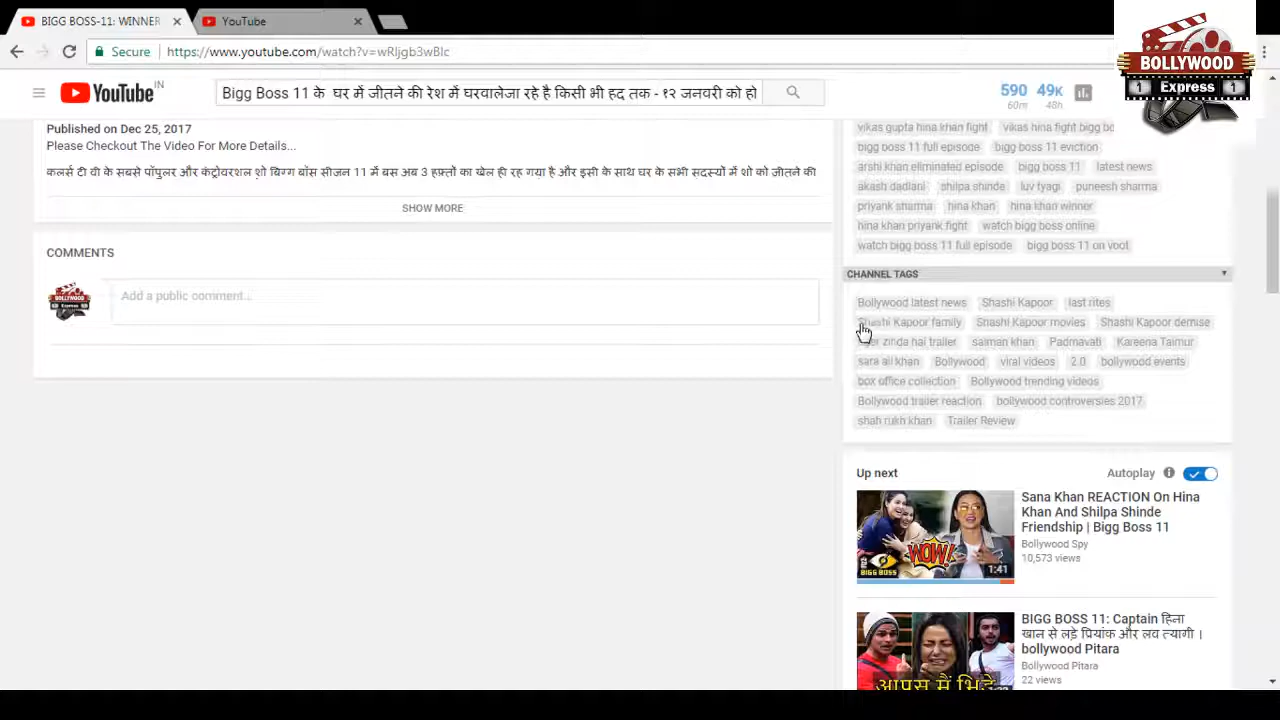 BIGG BOSS-11: WINNER
YouTube
Secure
https://www.youtube.com/watch?v=wRljgb3wBlc
BOLLYWOOD
1 Express 1
YouTube IN
Bigg Boss 11 के घर में जीतने की रेश में घरवालेंजा रहे है किसी भी हद तक - १२ जनवरी को हो
590 49K
60m 48h
Published on Dec 25, 2017
Please Checkout The Video For More Details...
कलर्स टी वी के सबसे पॉपुलर और कंट्रोवरशल शो बिग्ग बॉस सीजन 11 में बस अब 3 हफ़्तों का खेल ही रह गया है और इसी के साथ घर के सभी सदस्यों में शो को जीतने की
SHOW MORE
COMMENTS
Add a public comment...
vikas gupta hina khan fight vikas hina fight bigg bo
bigg boss 11 full episode bigg boss 11 eviction
arshi khan eliminated episode bigg boss 11 latest news
akash dadlani shilpa shinde luv tyagi puneesh sharma
priyank sharma hina khan hina khan winner
hina khan priyank fight watch bigg boss online
watch bigg boss 11 full episode bigg boss 11 on voot
CHANNEL TAGS
Bollywood latest news Shashi Kapoor last rites
Shashi Kapoor family Shashi Kapoor movies Shashi Kapoor demise
zinda hai trailer salman khan Padmavati Kareena Taimur
sara ali khan Bollywood viral videos 2.0 bollywood events
box office collection Bollywood trending videos
Bollywood trailer reaction bollywood controversies 2017
shah rukh khan Trailer Review
Up next
Autoplay
WOW!
BIGG BOSS
1:41
Sana Khan REACTION On Hina
Khan And Shilpa Shinde
Friendship | Bigg Boss 11
Bollywood Spy
10,573 views
आपस में भिड़े
BIGG BOSS 11: Captain हिना
खान से लड़े प्रियांक और लव त्यागी ।
bollywood Pitara
Bollywood Pitara
22 views